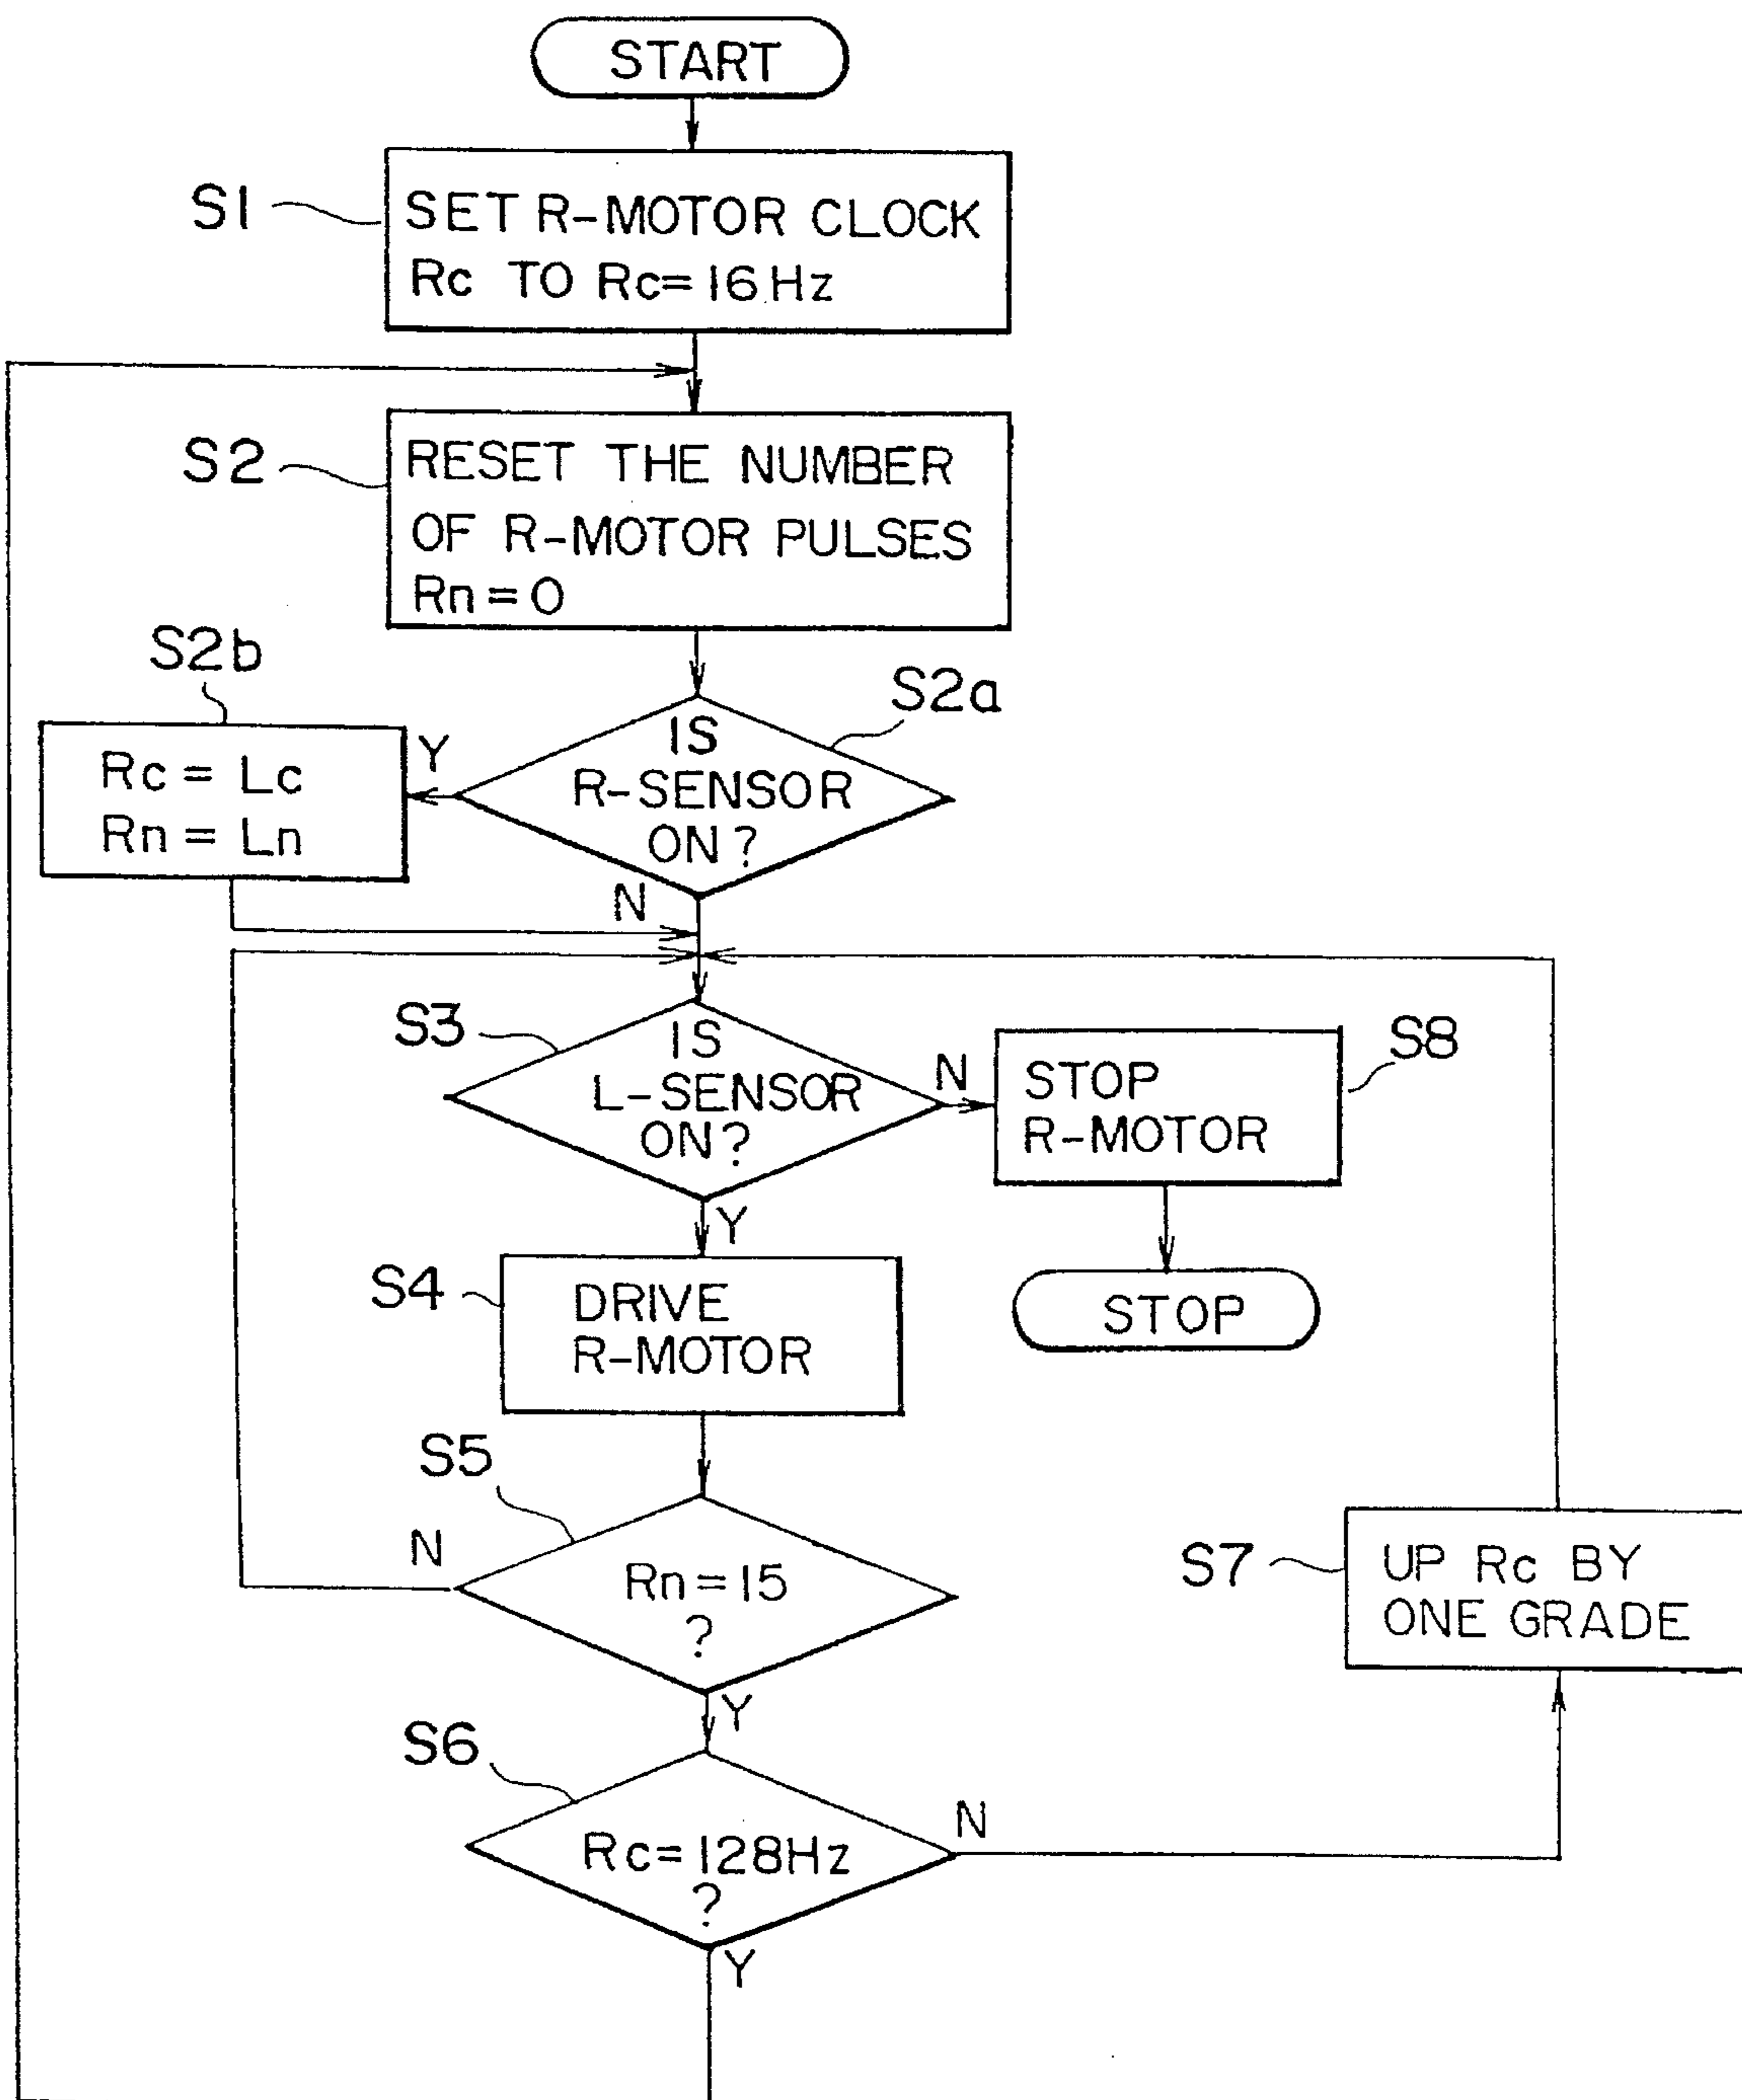 START
S1
SET R-MOTOR CLOCK
Rc TO Rc=16Hz
S2
RESET THE NUMBER
OF R-MOTOR PULSES
Rn=0
S2b
Rc = Lc
Rn = Ln
S2a
Y
IS
R-SENSOR
ON?
N
S3
IS
L-SENSOR
ON?
N
S8
STOP
R-MOTOR
Y
S4
DRIVE
R-MOTOR
STOP
S5
N
Rn=15
?
S7
UP Rc BY
ONE GRADE
Y
S6
N
Rc=128Hz
?
Y